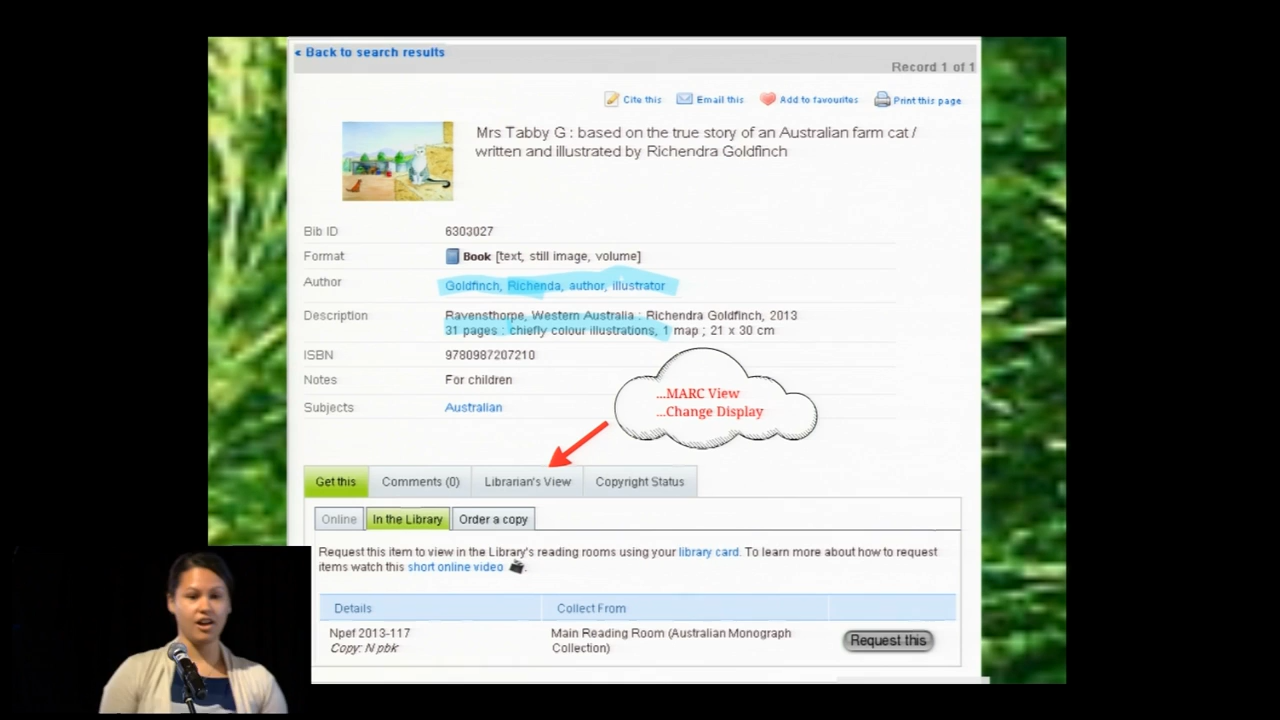 < Back to search results
Record 1 of 1
Cite this Email this Add to favourites Print this page
Mrs Tabby G : based on the true story of an Australian farm cat /
written and illustrated by Richendra Goldfinch
Bib ID 6303027
Format Book [text, still image, volume]
Author Goldfinch, Richenda, author, illustrator
Description Ravensthorpe, Western Australia : Richendra Goldfinch, 2013
31 pages : chiefly colour illustrations, 1 map ; 21 x 30 cm
ISBN 9780987207210
Notes For children
...MARC View
...Change Display
Subjects Australian
Get this Comments (0) Librarian's View Copyright Status
Online In the Library Order a copy
Request this item to view in the Library's reading rooms using your library card. To learn more about how to request
items watch this short online video .
Details Collect From
Npef 2013-117 Main Reading Room (Australian Monograph
Copy: N pbk Collection)
Request this